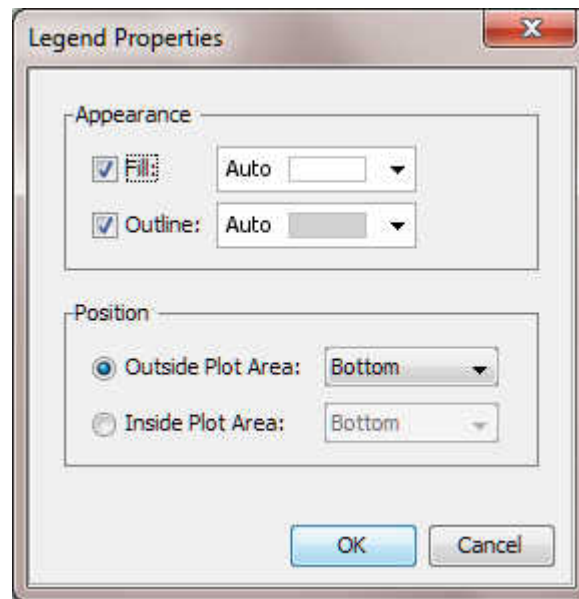 Legend Properties
Appearance
Fill: Auto
Outline: Auto
Position
Outside Plot Area: Bottom
Inside Plot Area: Bottom
OK Cancel